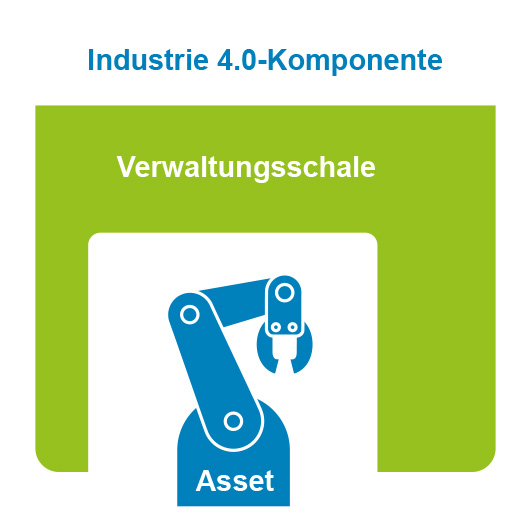 Industrie 4.0-Komponente
Verwaltungsschale
Asset